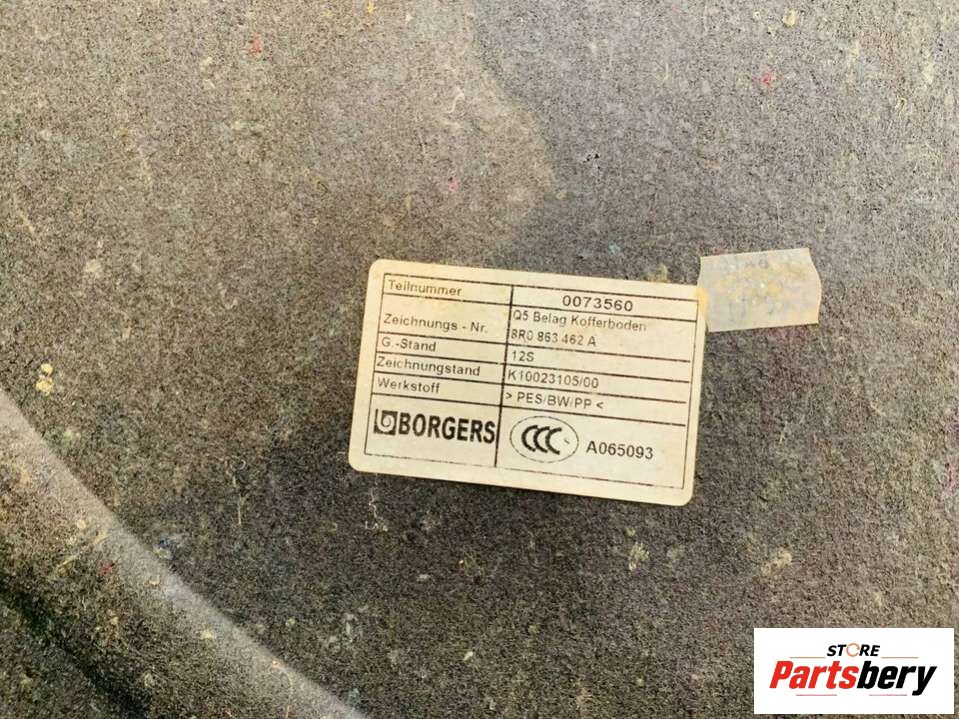 Teilnummer 0073560
Zeichnungs - Nr. Q5 Belag Kofferboden
8R0 863 462 A
G.-Stand 12S
Zeichnungstand K10023105/00
Werkstoff > PES/BW/PP <
BORGERS CCC A065093
STORE
Partsbery